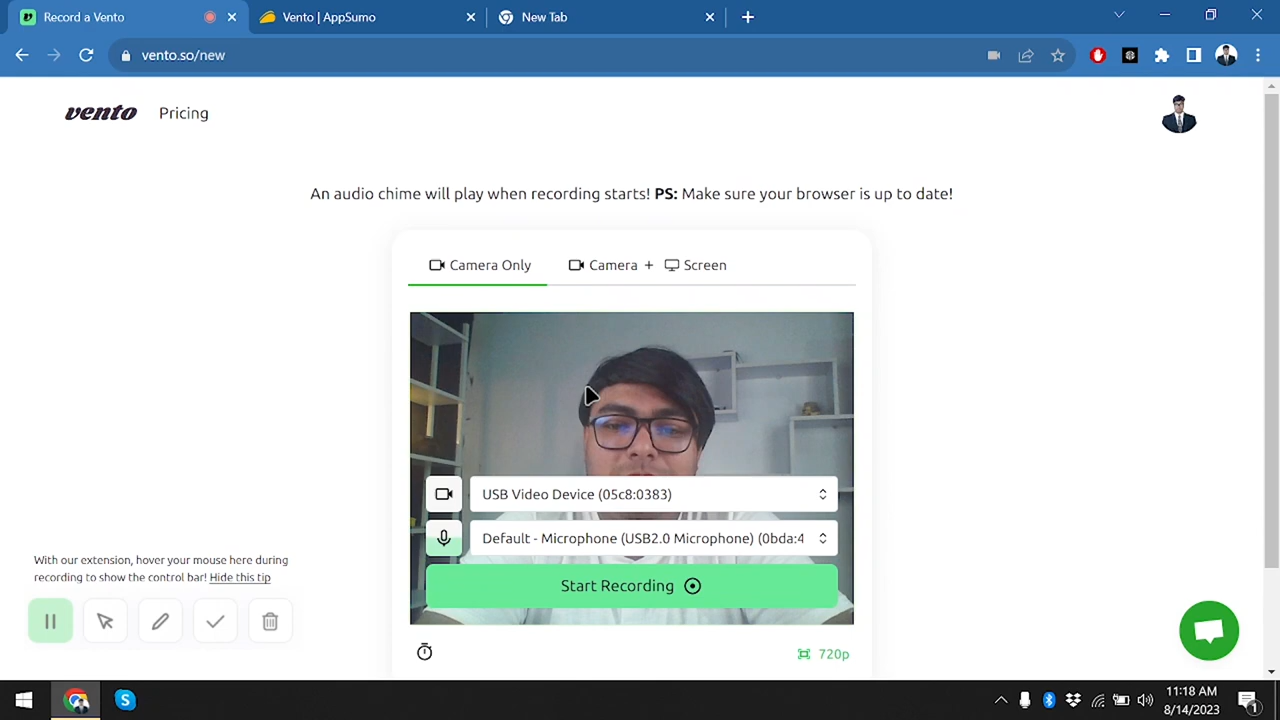 Record a Vento
Vento | AppSumo
New Tab
vento.so/new
vento
Pricing
An audio chime will play when recording starts! PS: Make sure your browser is up to date!
Camera Only
Camera + Screen
USB Video Device (05c8:0383)
Default - Microphone (USB2.0 Microphone) (0bda:4
Start Recording
With our extension, hover your mouse here during
recording to show the control bar! Hide this tip
720p
11:18 AM
8/14/2023
1